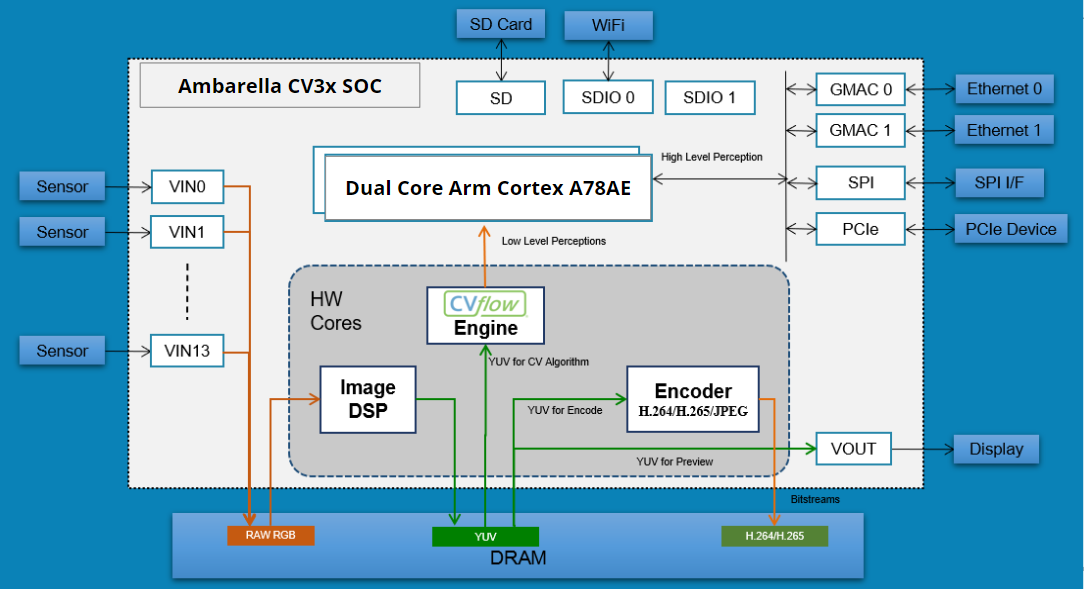 SD Card
WiFi
Ambarella CV3x SOC
SD
SDIO 0
SDIO 1
GMAC 0
Ethernet 0
GMAC 1
Ethernet 1
High Level Perception
Dual Core Arm Cortex A78AE
Sensor
VIN0
SPI
SPI I/F
Sensor
VIN1
PCIe
PCIe Device
Low Level Perceptions
HW
Cores
CVflow
Engine
Sensor
VIN13
YUV for CV Algorithm
Image
DSP
Encoder
H.264/H.265/JPEG
YUV for Encode
VOUT
Display
YUV for Preview
Bitstreams
RAW RGB
YUV
H.264/H.265
DRAM